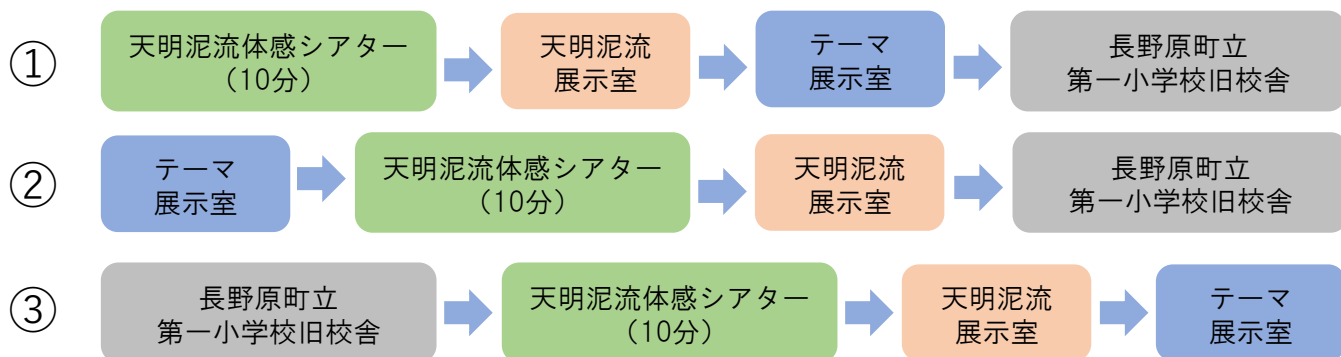 ①
天明泥流体感シアター
（10分）
天明泥流
展示室
テーマ
展示室
長野原町立
第一小学校旧校舎
②
テーマ
展示室
天明泥流体感シアター
（10分）
天明泥流
展示室
長野原町立
第一小学校旧校舎
③
長野原町立
第一小学校旧校舎
天明泥流体感シアター
（10分）
天明泥流
展示室
テーマ
展示室